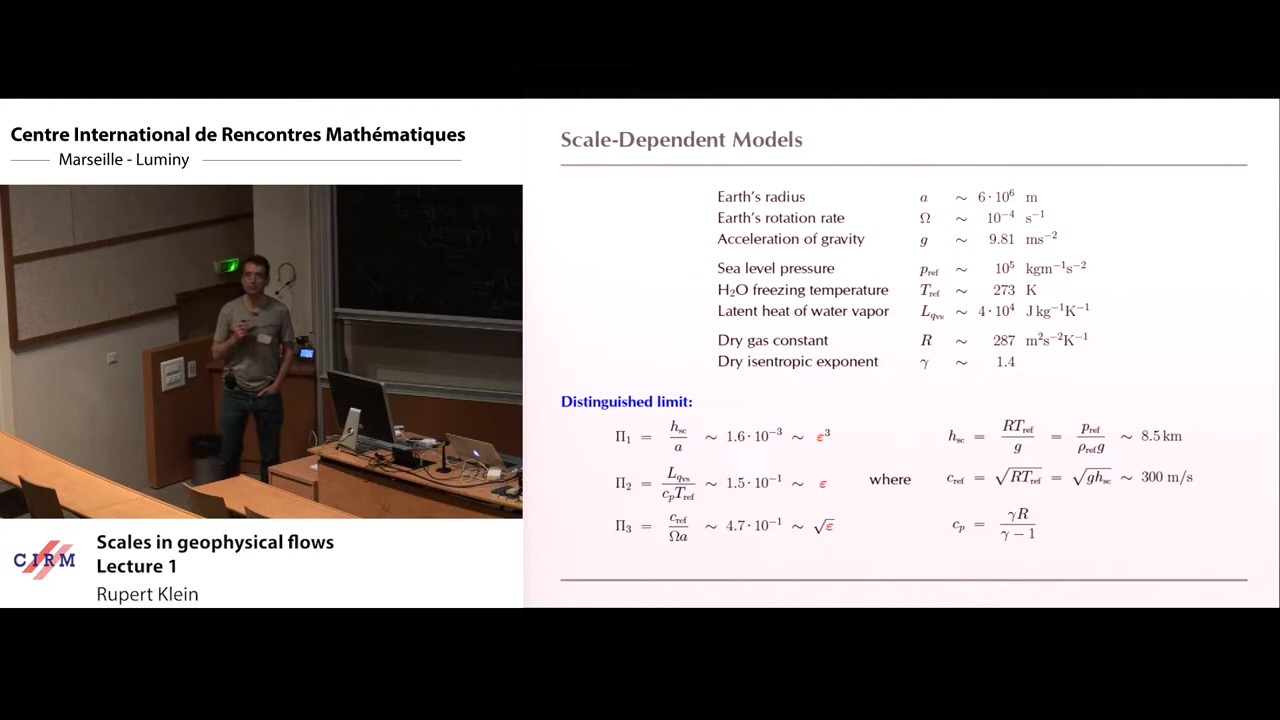 Centre International de Rencontres Mathématiques
Marseille - Luminy
Scales in geophysical flows
Lecture 1
Rupert Klein
CIRM
Scale-Dependent Models
Earth's radius a ∼ 6·10⁶ m
Earth's rotation rate Ω ∼ 10⁻⁴ s⁻¹
Acceleration of gravity g ∼ 9.81 ms⁻²
Sea level pressure p_ref ∼ 10⁵ kgm⁻¹s⁻²
H₂O freezing temperature T_ref ∼ 273 K
Latent heat of water vapor L_qvs ∼ 4·10⁴ J kg⁻¹K⁻¹
Dry gas constant R ∼ 287 m²s⁻²K⁻¹
Dry isentropic exponent γ ∼ 1.4
Distinguished limit:
Π₁ = h_sc/a ∼ 1.6·10⁻³ ∼ ε³
Π₂ = L_qvs/(c_p T_ref) ∼ 1.5·10⁻¹ ∼ ε
Π₃ = c_ref/(Ωa) ∼ 4.7·10⁻¹ ∼ √ε
where
h_sc = RT_ref/g = p_ref/(ρ_ref g) ∼ 8.5 km
c_ref = √(RT_ref) = √(gh_sc) ∼ 300 m/s
c_p = γR/(γ − 1)